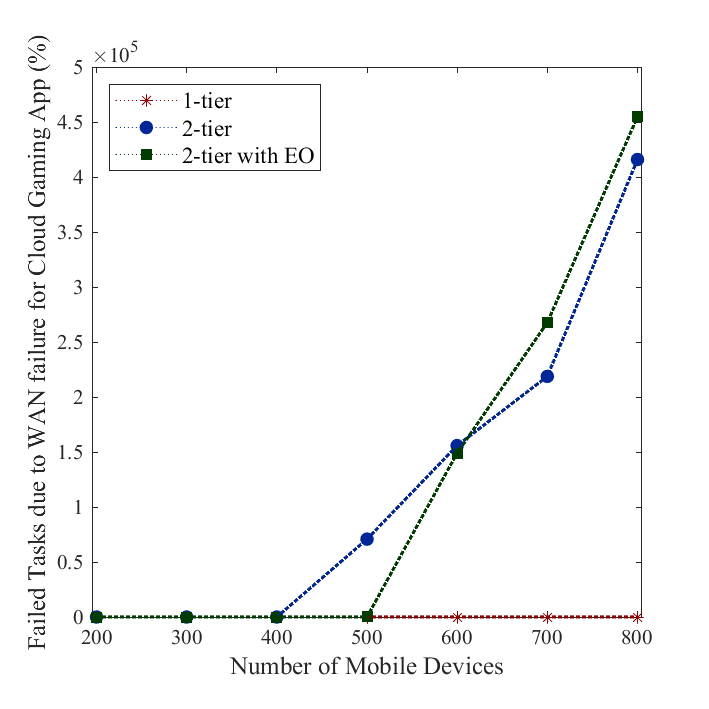 ×10⁵
Failed Tasks due to WAN failure for Cloud Gaming App (%)
5
4.5
4
3.5
3
2.5
2
1.5
1
0.5
0
1-tier
2-tier
2-tier with EO
200 300 400 500 600 700 800
Number of Mobile Devices